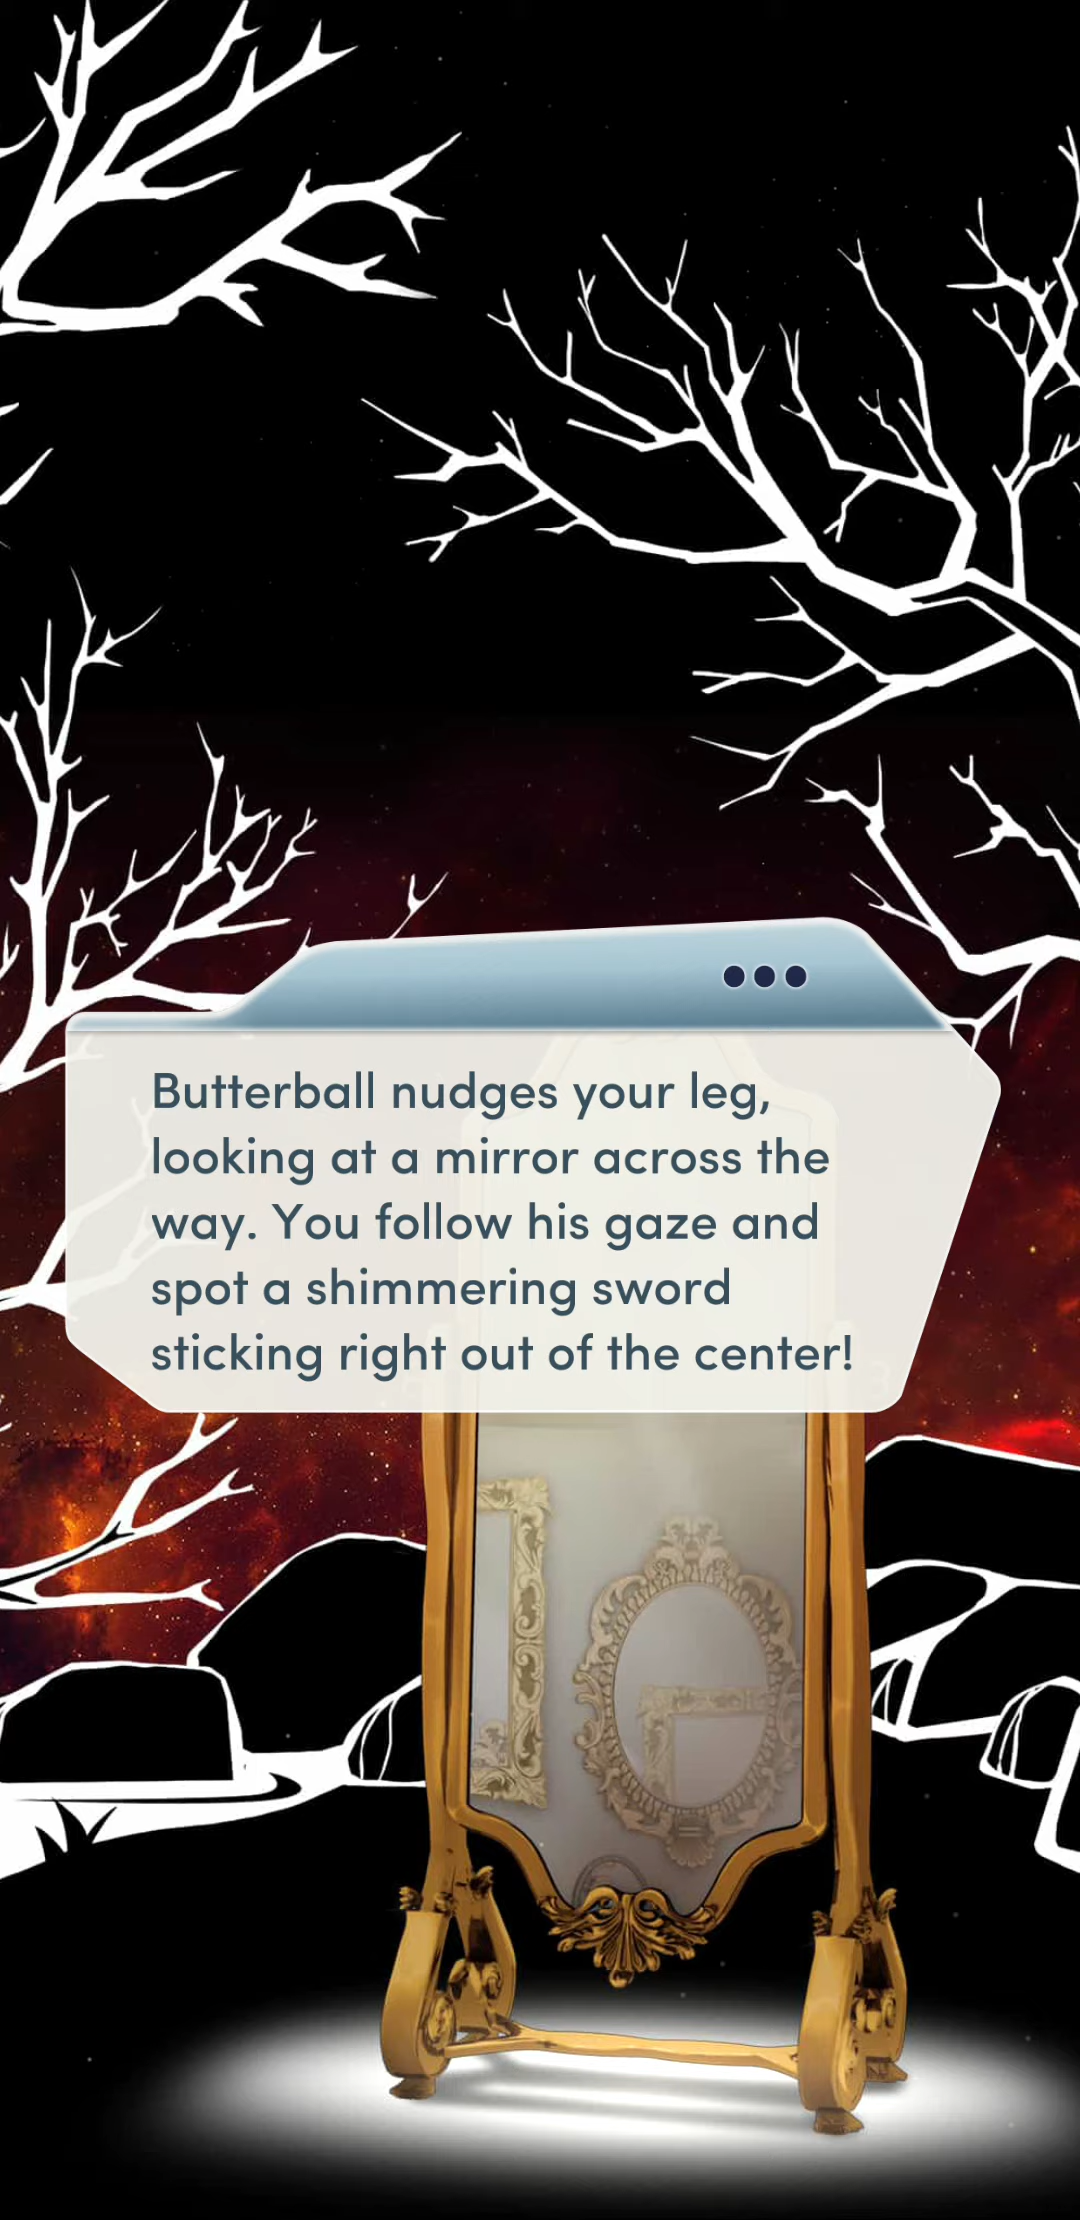 Butterball nudges your leg,
looking at a mirror across the
way. You follow his gaze and
spot a shimmering sword
sticking right out of the center!